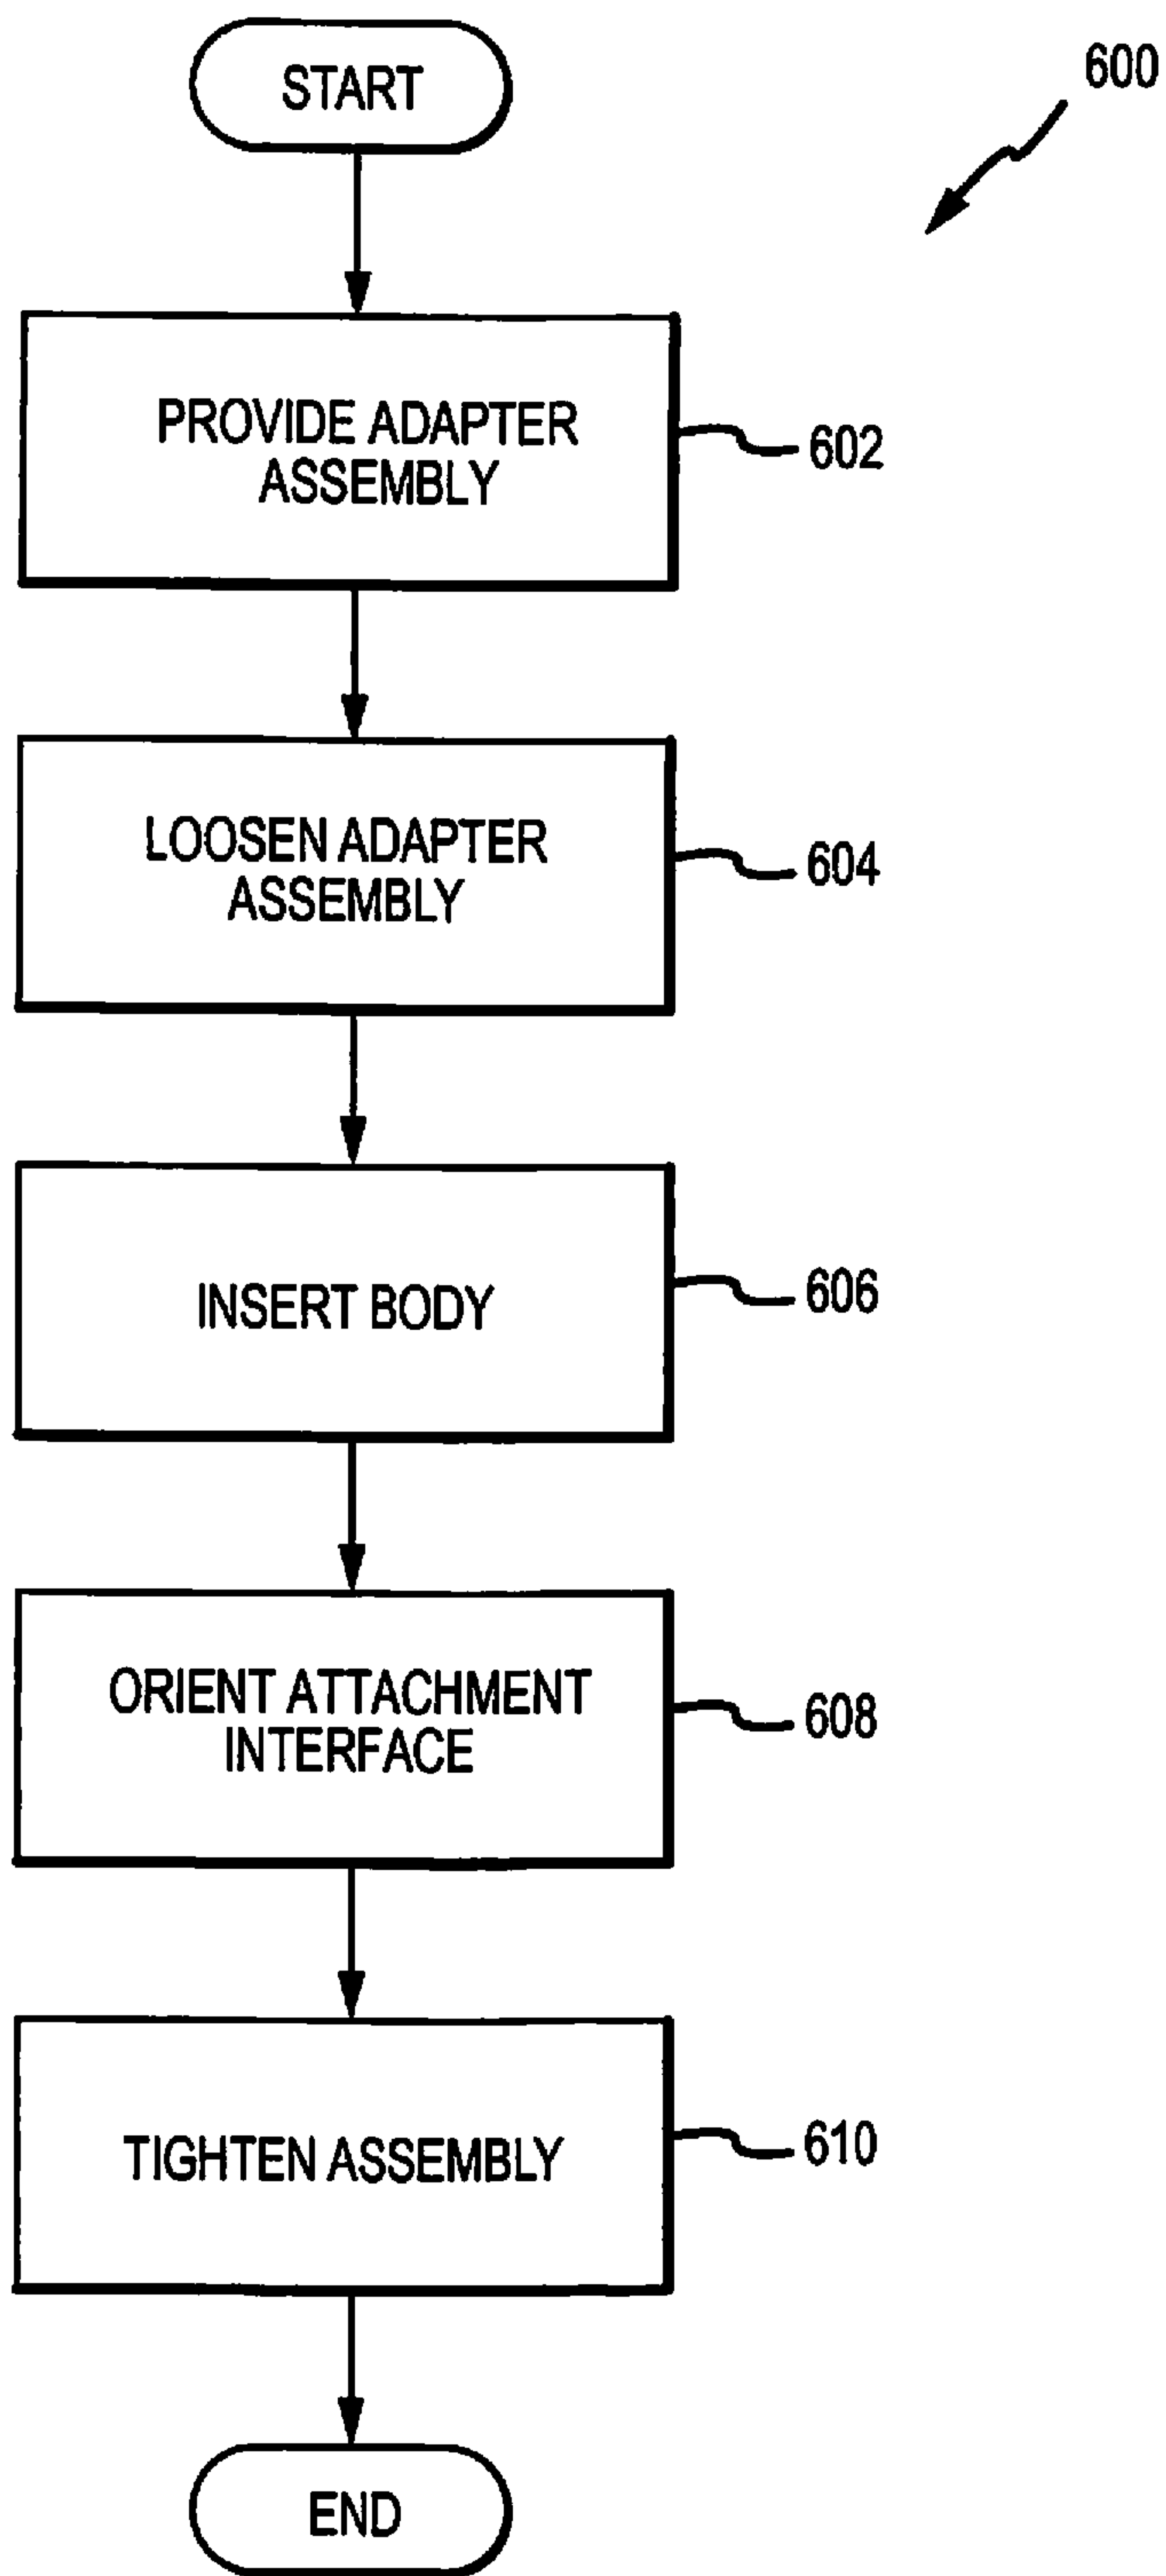 START
600
PROVIDE ADAPTER
ASSEMBLY
602
LOOSEN ADAPTER
ASSEMBLY
604
INSERT BODY
606
ORIENT ATTACHMENT
INTERFACE
608
TIGHTEN ASSEMBLY
610
END